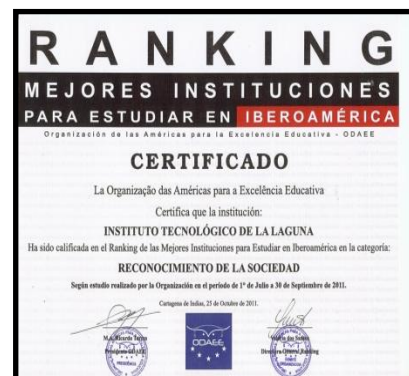 RANKING
MEJORES INSTITUCIONES
PARA ESTUDIAR EN IBEROAMÉRICA
Organización de las Américas para la Excelencia Educativa - ODAEE
CERTIFICADO
La Organização das Américas para a Excelência Educativa
Certifica que la institución:
INSTITUTO TECNOLÓGICO DE LA LAGUNA
Ha sido calificada en el Ranking de las Mejores Instituciones para Estudiar en Iberoamérica en la categoría:
RECONOCIMIENTO DE LA SOCIEDAD
Según estudio realizado por la Organización en el período de 1º de Julio a 30 de Septiembre de 2011.
Cartagena de Indias, 25 de Octubre de 2011.
ODAEE